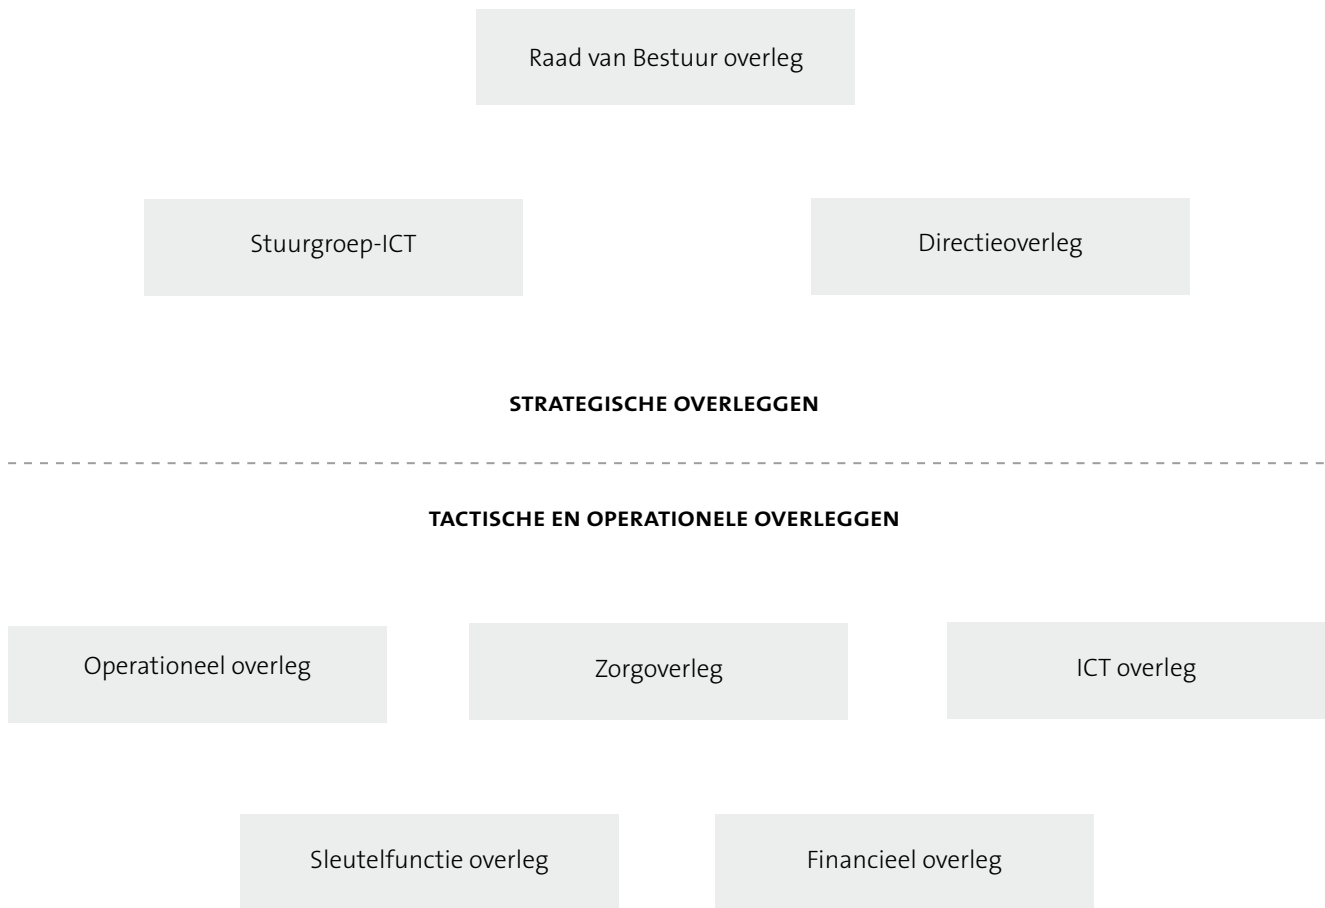 Raad van Bestuur overleg
Stuurgroep-ICT
Directieoverleg
STRATEGISCHE OVERLEGGEN
TACTISCHE EN OPERATIONELE OVERLEGGEN
Operationeel overleg
Zorgoverleg
ICT overleg
Sleutelfunctie overleg
Financieel overleg